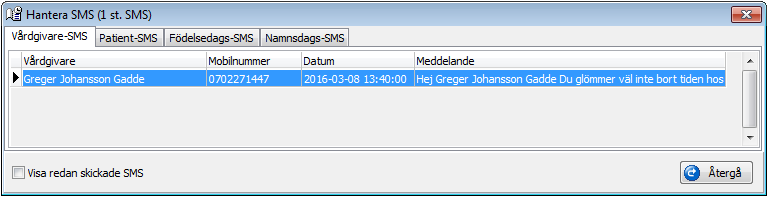 Hantera SMS (1 st. SMS)
Vårdgivare-SMS Patient-SMS Födelsedags-SMS Namnsdags-SMS
Vårdgivare Mobilnummer Datum Meddelande
Greger Johansson Gadde 0702271447 2016-03-08 13:40:00 Hej Greger Johansson Gadde Du glömmer väl inte bort tiden hos
Visa redan skickade SMS Återgå